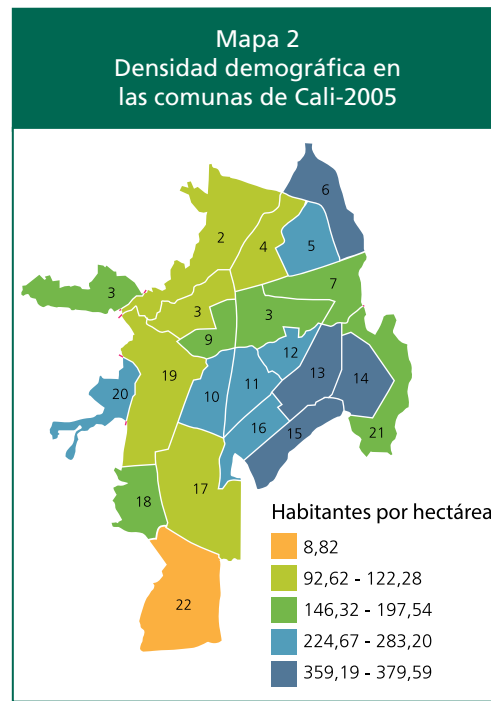 Mapa 2
Densidad demográfica en
las comunas de Cali-2005
6
2
4
5
3
7
3
3
9
12
19
13
14
20
10
11
16
15
21
18
17
22
Habitantes por hectárea
8,82
92,62 - 122,28
146,32 - 197,54
224,67 - 283,20
359,19 - 379,59